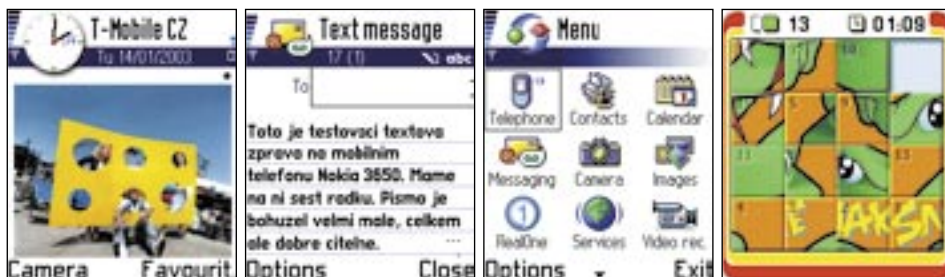 T-Mobile CZ
Tu 14/01/2003
Camera Favourit.
Text message
17 (1) abc
To
Toto je testovaci textova
zprava na mobilnim
telefonu Nokia 3650. Mame
na ni sest radku. Pismo je
bohuzel velmi male, celkem
ale dobre citelne. ...
Options Close
Menu
Telephone Contacts Calendar
Messaging Camera Images
RealOne Services Video rec.
Options Exit
13 01:09